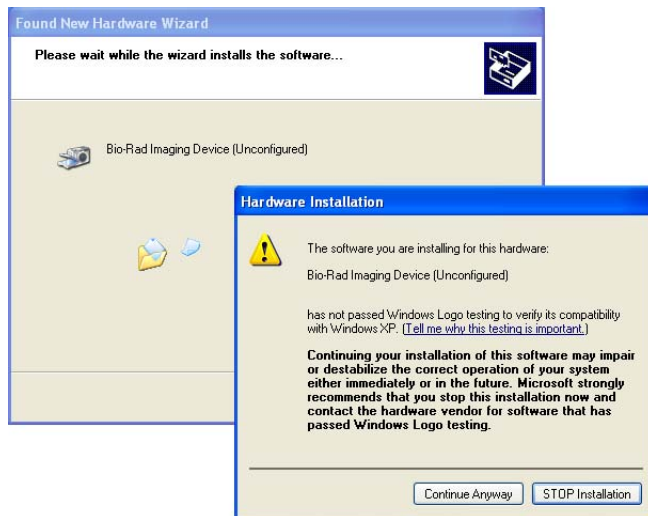 Found New Hardware Wizard
Please wait while the wizard installs the software...
Bio-Rad Imaging Device (Unconfigured)
Hardware Installation
The software you are installing for this hardware:
Bio-Rad Imaging Device (Unconfigured)
has not passed Windows Logo testing to verify its compatibility
with Windows XP. (Tell me why this testing is important.)
Continuing your installation of this software may impair
or destabilize the correct operation of your system
either immediately or in the future. Microsoft strongly
recommends that you stop this installation now and
contact the hardware vendor for software that has
passed Windows Logo testing.
Continue Anyway
STOP Installation